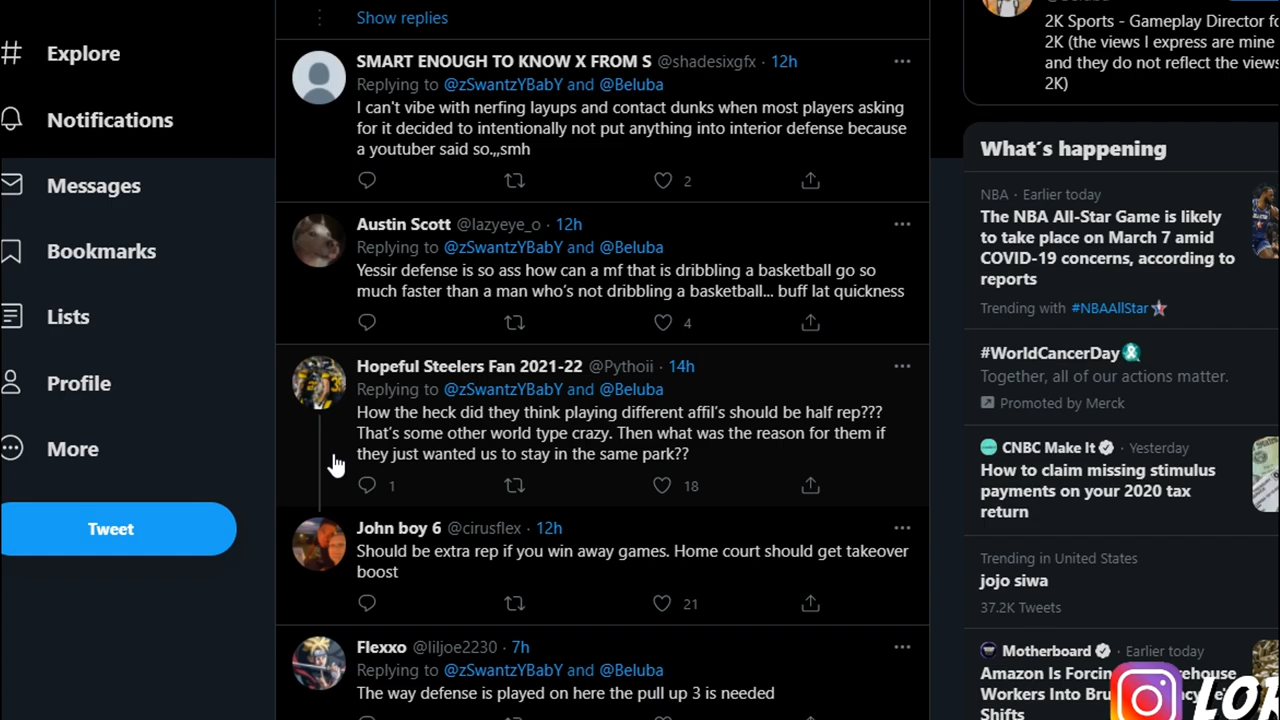 Explore
Notifications
Messages
Bookmarks
Lists
Profile
More
Tweet
Show replies
SMART ENOUGH TO KNOW X FROM S @shadesixgfx · 12h
Replying to @zSwantzYBabY and @Beluba
I can't vibe with nerfing layups and contact dunks when most players asking
for it decided to intentionally not put anything into interior defense because
a youtuber said so.,,smh
2
Austin Scott @lazyeye_o · 12h
Replying to @zSwantzYBabY and @Beluba
Yessir defense is so ass how can a mf that is dribbling a basketball go so
much faster than a man who's not dribbling a basketball... buff lat quickness
4
Hopeful Steelers Fan 2021-22 @Pythoii · 14h
Replying to @zSwantzYBabY and @Beluba
How the heck did they think playing different affil's should be half rep???
That's some other world type crazy. Then what was the reason for them if
they just wanted us to stay in the same park??
1 18
John boy 6 @cirusflex · 12h
Should be extra rep if you win away games. Home court should get takeover
boost
21
Flexxo @liljoe2230 · 7h
Replying to @zSwantzYBabY and @Beluba
The way defense is played on here the pull up 3 is needed
2K Sports - Gameplay Director
2K (the views I express are mine
and they do not reflect the views
2K)
What's happening
NBA · Earlier today
The NBA All-Star Game is likely
to take place on March 7 amid
COVID-19 concerns, according to
reports
Trending with #NBAAllStar
#WorldCancerDay
Together, all of our actions matter.
Promoted by Merck
CNBC Make It · Yesterday
How to claim missing stimulus
payments on your 2020 tax
return
Trending in United States
jojo siwa
37.2K Tweets
Motherboard · Earlier today
Amazon Is Forcing
Workers Into
Shifts